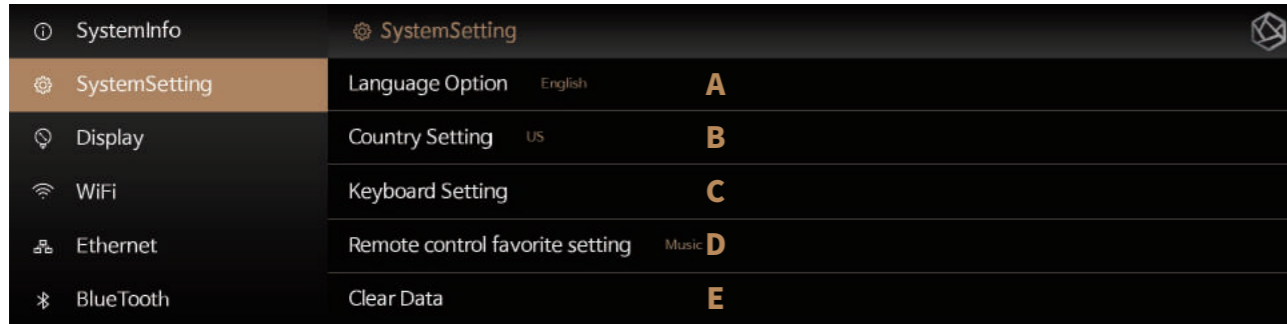 SystemInfo
SystemSetting
SystemSetting
Language Option English A
Display
Country Setting US B
WiFi
Keyboard Setting C
Ethernet
Remote control favorite setting Music D
BlueTooth
Clear Data E